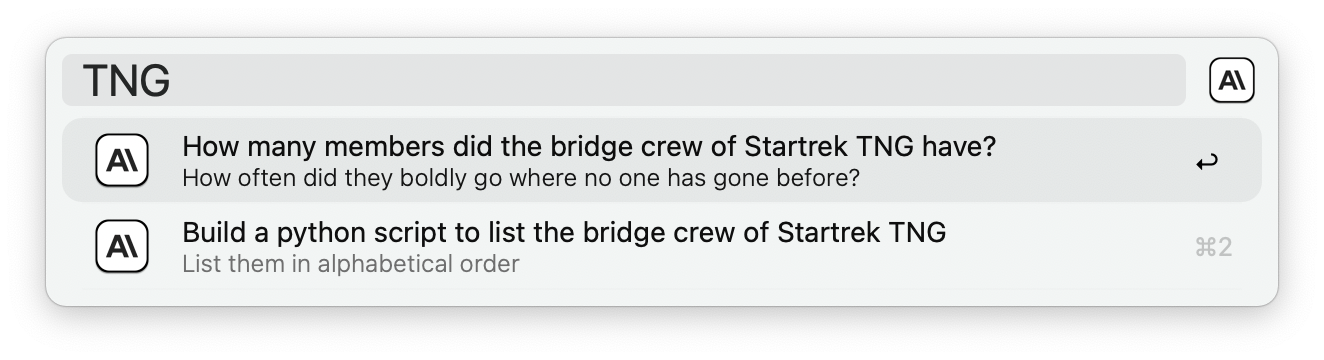 TNG
A\
A\
How many members did the bridge crew of Startrek TNG have?
How often did they boldly go where no one has gone before?
↩
A\
Build a python script to list the bridge crew of Startrek TNG
List them in alphabetical order
⌘2